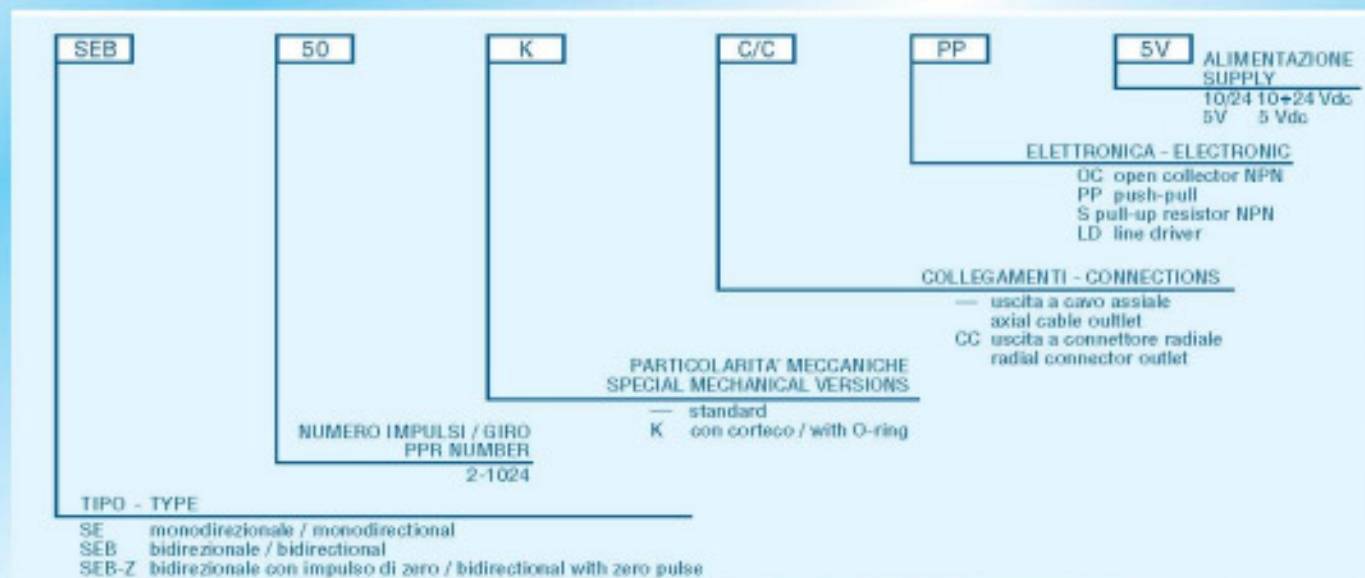 SEB 50 K C/C PP 5V
ALIMENTAZIONE
SUPPLY
10/24 10÷24 Vdc
5V 5 Vdc
ELETTRONICA - ELECTRONIC
OC open collector NPN
PP push-pull
S pull-up resistor NPN
LD line driver
COLLEGAMENTI - CONNECTIONS
— uscita a cavo assiale
axial cable oultlet
CC uscita a connettore radiale
radial connector outlet
PARTICOLARITA' MECCANICHE
SPECIAL MECHANICAL VERSIONS
— standard
K con corteco / with O-ring
NUMERO IMPULSI / GIRO
PPR NUMBER
2-1024
TIPO - TYPE
SE monodirezionale / monodirectional
SEB bidirezionale / bidirectional
SEB-Z bidirezionale con impulso di zero / bidirectional with zero pulse